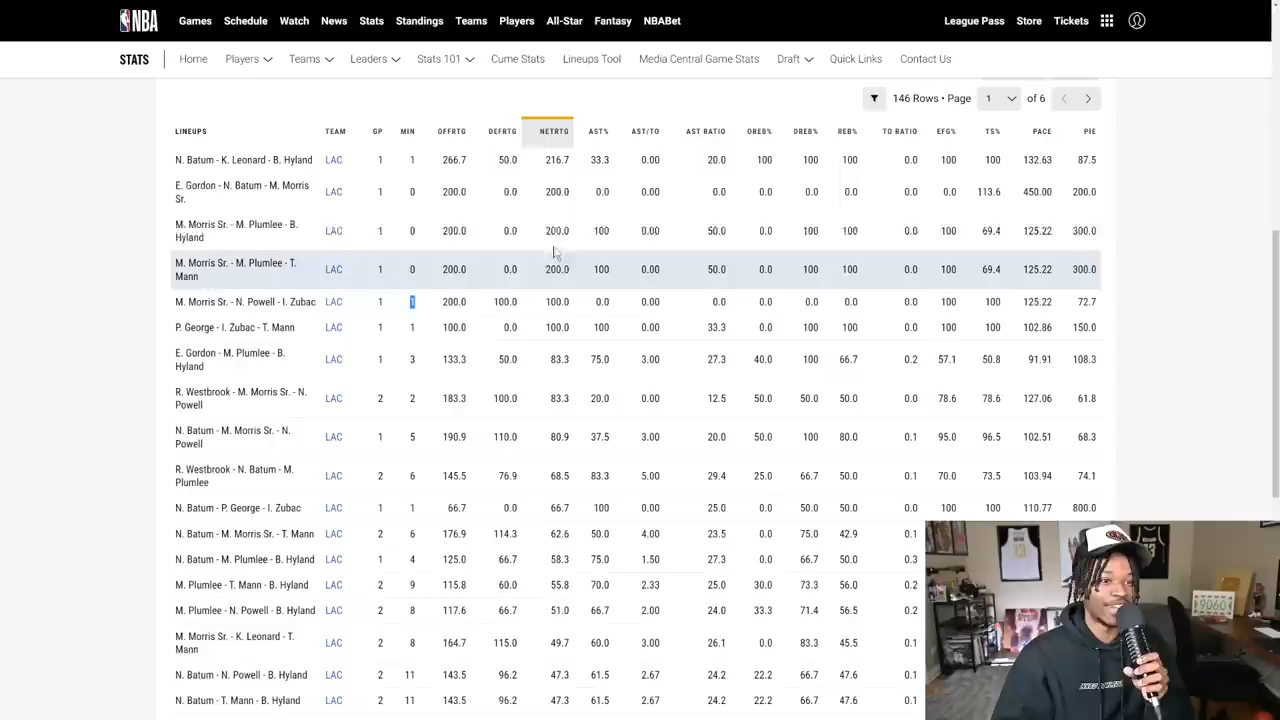 NBA Games Schedule Watch News Stats Standings Teams Players All-Star Fantasy NBABet League Pass Store Tickets
STATS Home Players Teams Leaders Stats 101 Cume Stats Lineups Tool Media Central Game Stats Draft Quick Links Contact Us
146 Rows • Page 1 of 6
LINEUPS TEAM GP MIN OFFRTG DEFRTG NETRTG AST% AST/TO AST RATIO OREB% DREB% REB% TO RATIO EFG% TS% PACE PIE
N. Batum - K. Leonard - B. Hyland LAC 1 1 266.7 50.0 216.7 33.3 0.00 20.0 100 100 100 0.0 100 100 132.63 87.5
E. Gordon - N. Batum - M. Morris
Sr. LAC 1 0 200.0 0.0 200.0 0.0 0.00 0.0 0.0 0.0 0.0 0.0 0.0 113.6 450.00 200.0
M. Morris Sr. - M. Plumlee - B.
Hyland LAC 1 0 200.0 0.0 200.0 100 0.00 50.0 0.0 100 100 0.0 100 69.4 125.22 300.0
M. Morris Sr. - M. Plumlee - T.
Mann LAC 1 0 200.0 0.0 200.0 100 0.00 50.0 0.0 100 100 0.0 100 69.4 125.22 300.0
M. Morris Sr. - N. Powell - I. Zubac LAC 1 1 200.0 100.0 100.0 0.0 0.00 0.0 0.0 0.0 0.0 0.0 100 100 125.22 72.7
P. George - I. Zubac - T. Mann LAC 1 1 100.0 0.0 100.0 100 0.00 33.3 0.0 100 100 0.0 100 100 102.86 150.0
E. Gordon - M. Plumlee - B.
Hyland LAC 1 3 133.3 50.0 83.3 75.0 3.00 27.3 40.0 100 66.7 0.2 57.1 50.8 91.91 108.3
R. Westbrook - M. Morris Sr. - N.
Powell LAC 2 2 183.3 100.0 83.3 20.0 0.00 12.5 50.0 50.0 50.0 0.0 78.6 78.6 127.06 61.8
N. Batum - M. Morris Sr. - N.
Powell LAC 1 5 190.9 110.0 80.9 37.5 3.00 20.0 50.0 100 80.0 0.1 95.0 96.5 102.51 68.3
R. Westbrook - N. Batum - M.
Plumlee LAC 2 6 145.5 76.9 68.5 83.3 5.00 29.4 25.0 66.7 50.0 0.1 70.0 73.5 103.94 74.1
N. Batum - P. George - I. Zubac LAC 1 1 66.7 0.0 66.7 100 0.00 25.0 0.0 50.0 50.0 0.0 100 100 110.77 800.0
N. Batum - M. Morris Sr. - T. Mann LAC 2 6 176.9 114.3 62.6 50.0 4.00 23.5 0.0 75.0 42.9 0.1
N. Batum - M. Plumlee - B. Hyland LAC 1 4 125.0 66.7 58.3 75.0 1.50 27.3 0.0 66.7 50.0 0.3
M. Plumlee - T. Mann - B. Hyland LAC 2 9 115.8 60.0 55.8 70.0 2.33 25.0 30.0 73.3 56.0 0.2
M. Plumlee - N. Powell - B. Hyland LAC 2 8 117.6 66.7 51.0 66.7 2.00 24.0 33.3 71.4 56.5 0.2
M. Morris Sr. - K. Leonard - T.
Mann LAC 2 8 164.7 115.0 49.7 60.0 3.00 26.1 0.0 83.3 45.5 0.1
N. Batum - N. Powell - B. Hyland LAC 2 11 143.5 96.2 47.3 61.5 2.67 24.2 22.2 66.7 47.6 0.1
N. Batum - T. Mann - B. Hyland LAC 2 11 143.5 96.2 47.3 61.5 2.67 24.2 22.2 66.7 47.6 0.1